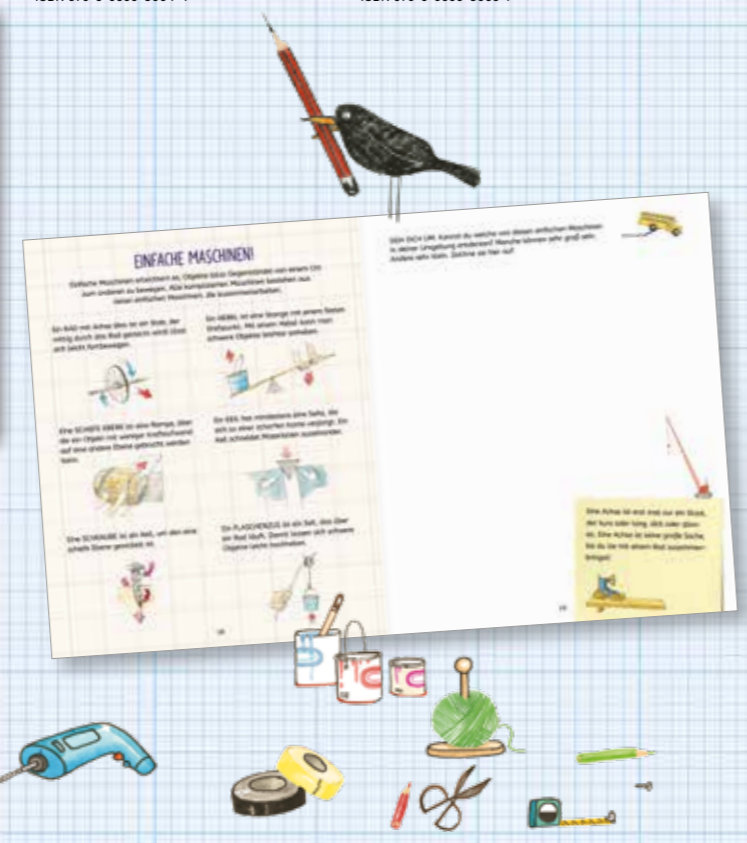 EINFACHE MASCHINEN!
Einfache Maschinen erleichtern es, Objekte bzw. Gegenstände von einem Ort
zum anderen zu bewegen. Alle komplizierten Maschinen bestehen aus
einfachen Maschinen, die zusammenarbeiten.
Ein RAD mit Achse (das ist ein Stab, der
mittig durch das Rad gesteckt wird) lässt
sich leicht fortbewegen.
Ein HEBEL ist eine Stange mit einem festen
Drehpunkt. Mit einem Hebel kann man
schwere Objekte leichter anheben.
Eine SCHIEFE EBENE ist eine Rampe, über
die ein Objekt mit weniger Kraftaufwand
auf eine andere Ebene gebracht werden
kann.
Ein KEIL hat mindestens eine Seite, die
sich zu einer scharfen Kante verjüngt. Ein
Keil schneidet Materialien auseinander.
Eine SCHRAUBE ist ein Keil, um den eine
schiefe Ebene gewickelt ist.
Ein FLASCHENZUG ist ein Seil, das über
ein Rad läuft. Damit lassen sich schwere
Objekte leicht hochheben.
SIEH DICH UM. Kannst du welche von diesen einfachen Maschinen
in deiner Umgebung entdecken? Manche können sehr groß sein.
Andere sehr klein. Zeichne sie hier auf!
Eine Achse ist erst mal nur ein Stab,
der kurz oder lang, dick oder dünn
ist. Eine Achse ist keine große Sache,
bis du sie mit einem Rad zusammen-
bringst!